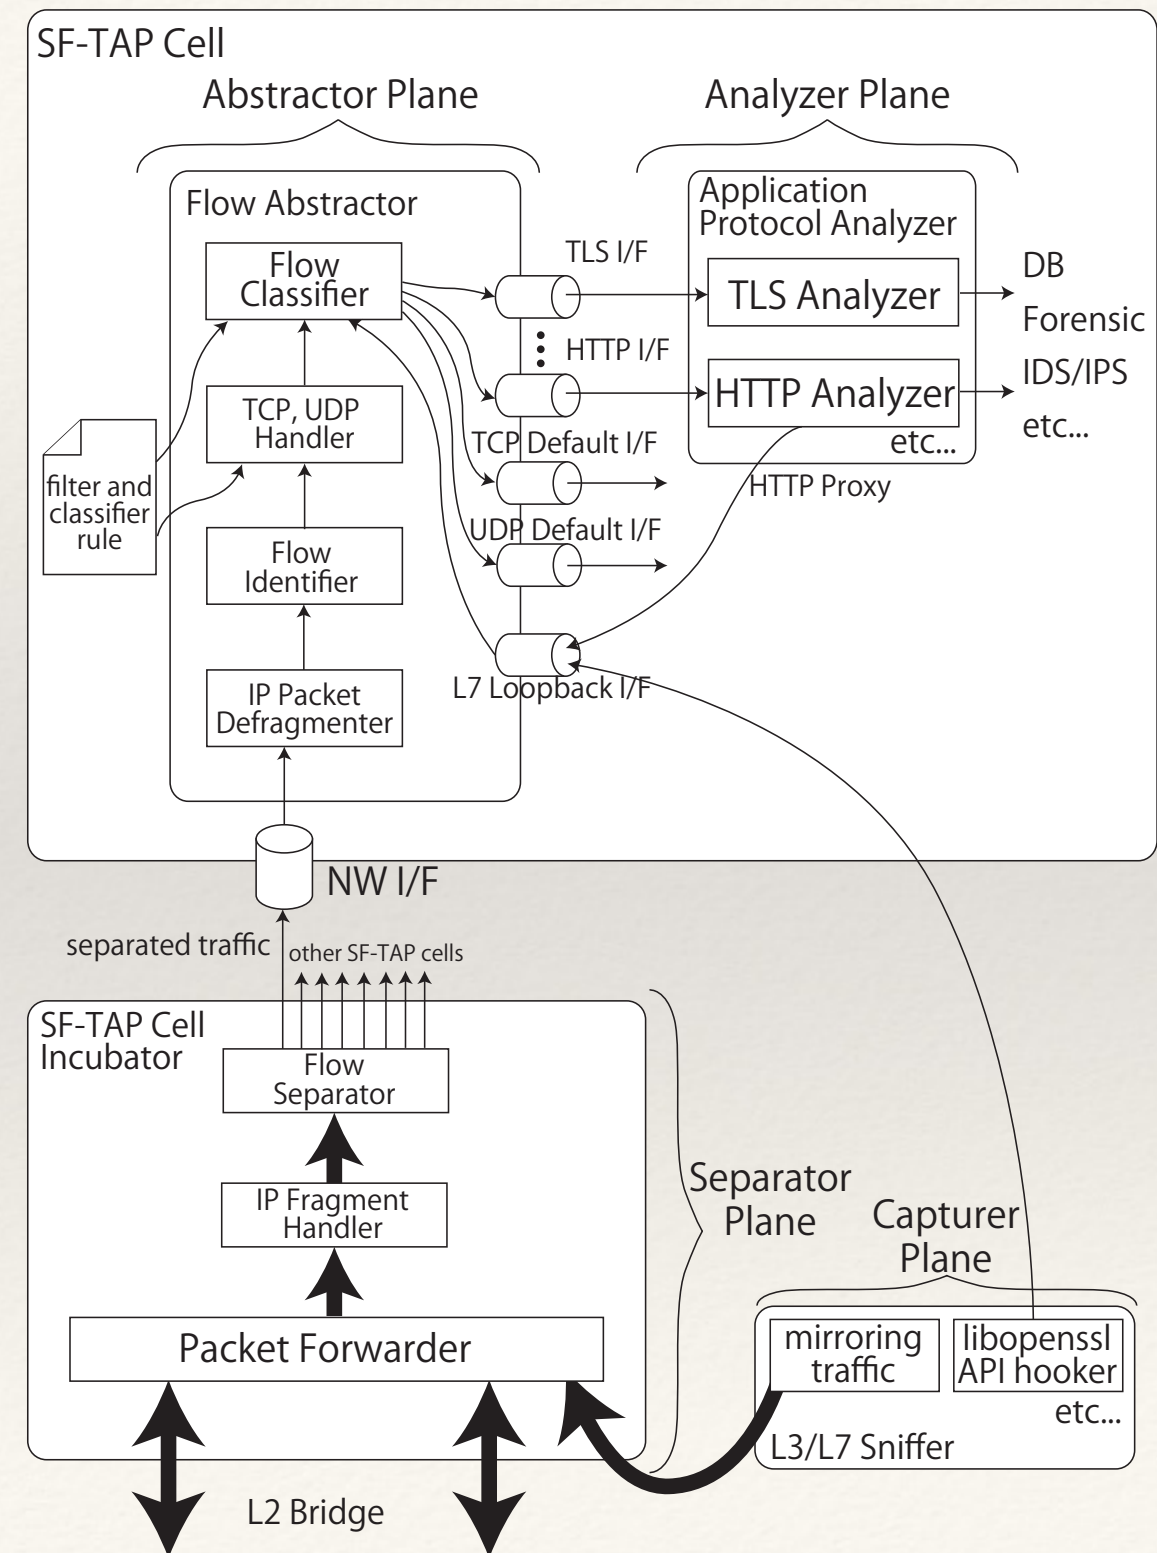 SF-TAP Cell
Abstractor Plane
Analyzer Plane
Flow Abstractor
Flow
Classifier
TCP, UDP
Handler
filter and
classifier
rule
Flow
Identifier
IP Packet
Defragmenter
TLS I/F
HTTP I/F
TCP Default I/F
UDP Default I/F
L7 Loopback I/F
Application
Protocol Analyzer
TLS Analyzer
HTTP Analyzer
etc...
HTTP Proxy
DB
Forensic
IDS/IPS
etc...
NW I/F
separated traffic
other SF-TAP cells
SF-TAP Cell
Incubator
Flow
Separator
IP Fragment
Handler
Packet Forwarder
L2 Bridge
Separator
Plane
Capturer
Plane
mirroring
traffic
libopenssl
API hooker
etc...
L3/L7 Sniffer